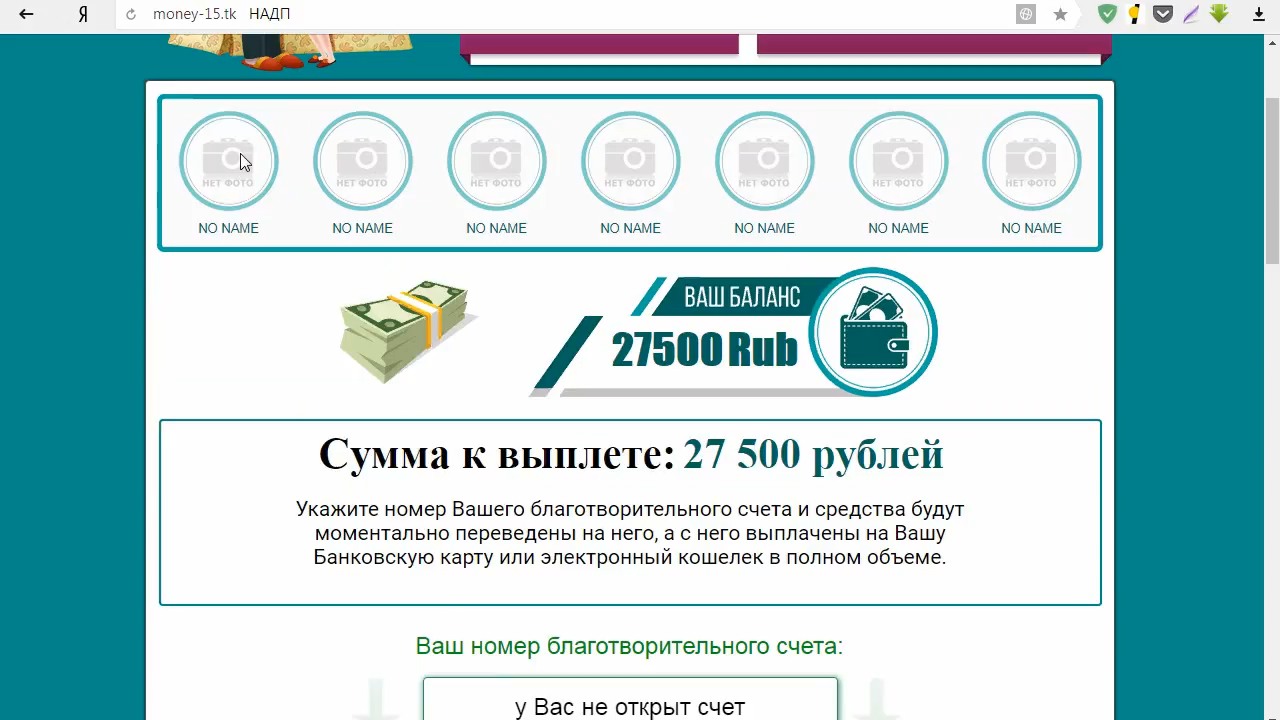 Я money-15.tk НАДП
НЕТ ФОТО НЕТ ФОТО НЕТ ФОТО НЕТ ФОТО НЕТ ФОТО НЕТ ФОТО НЕТ ФОТО
NO NAME NO NAME NO NAME NO NAME NO NAME NO NAME NO NAME
ВАШ БАЛАНС
27500 Rub
Сумма к выплете: 27 500 рублей
Укажите номер Вашего благотворительного счета и средства будут
моментально переведены на него, а с него выплачены на Вашу
Банковскую карту или электронный кошелек в полном объеме.
Ваш номер благотворительного счета:
у Вас не открыт счет